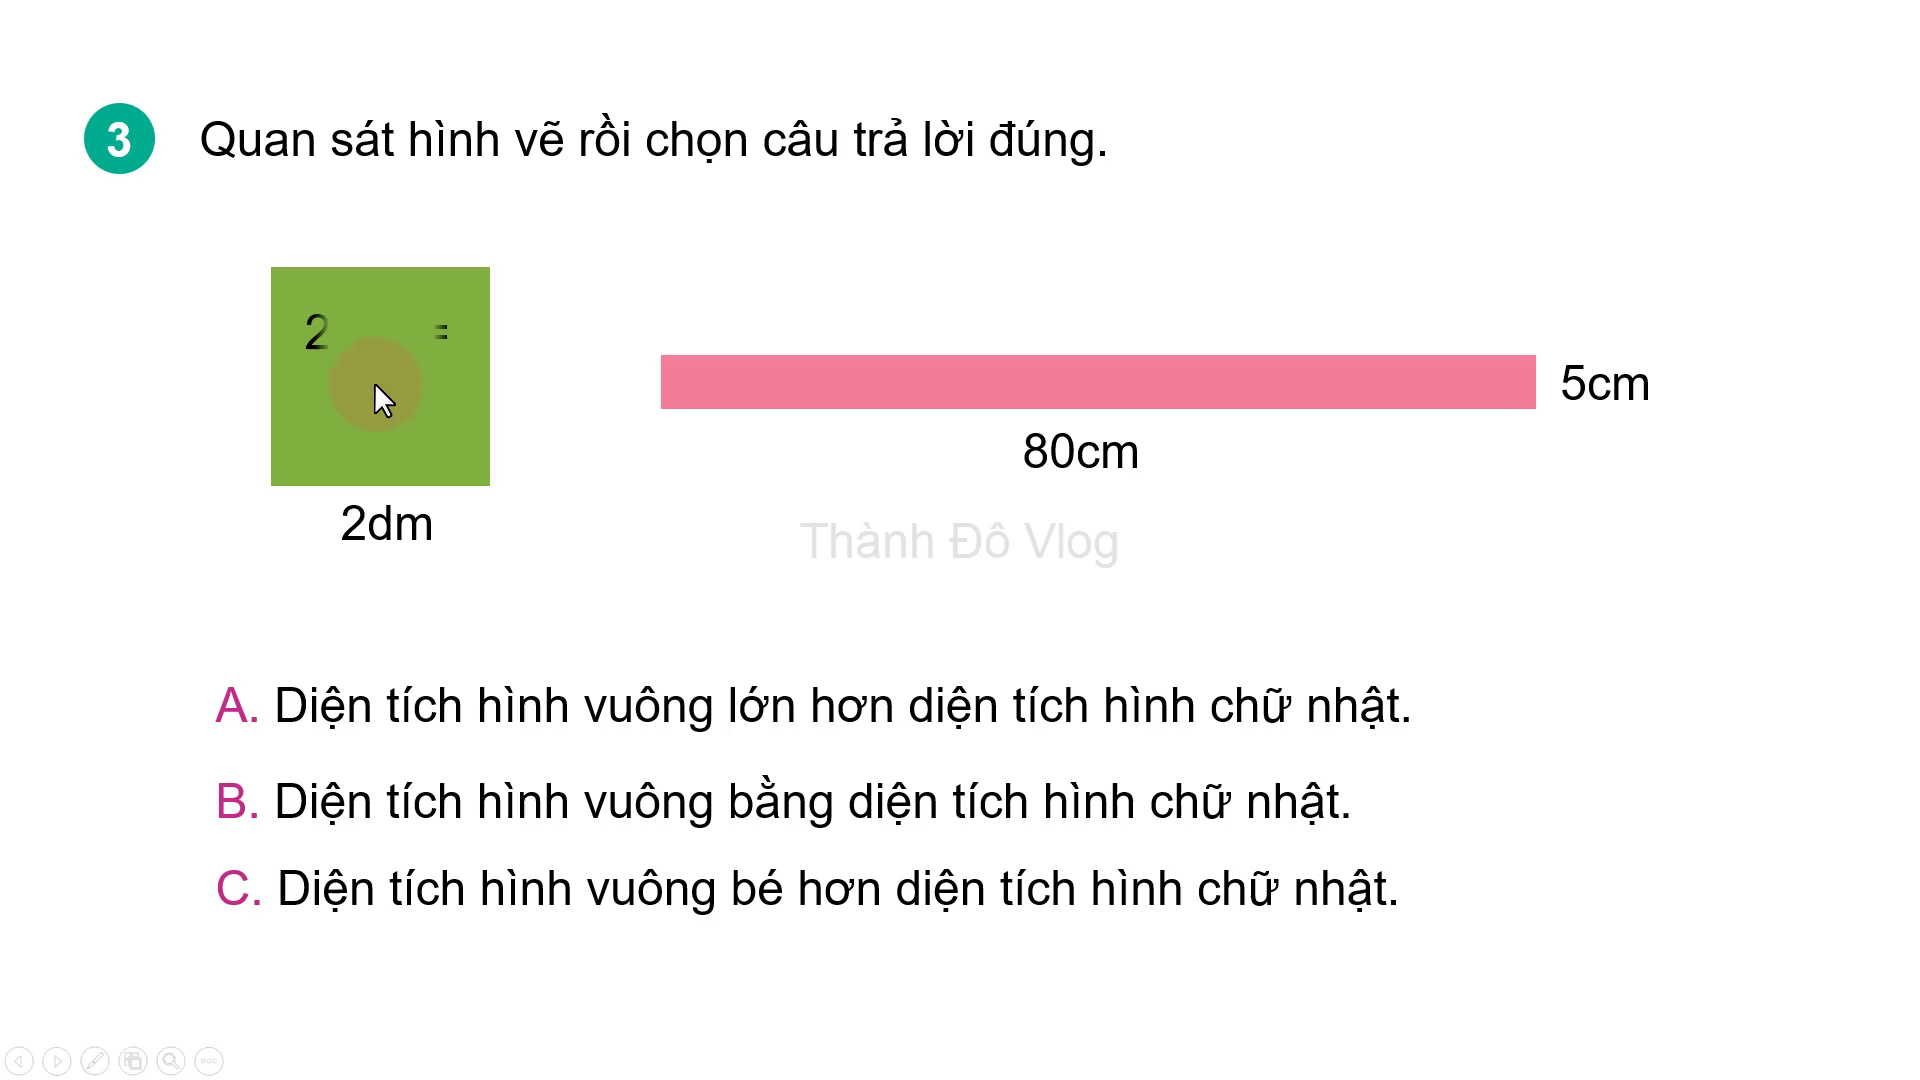 3 Quan sát hình vẽ rồi chọn câu trả lời đúng.
2 =
5cm
80cm
2dm
Thành Đô Vlog
A. Diện tích hình vuông lớn hơn diện tích hình chữ nhật.
B. Diện tích hình vuông bằng diện tích hình chữ nhật.
C. Diện tích hình vuông bé hơn diện tích hình chữ nhật.